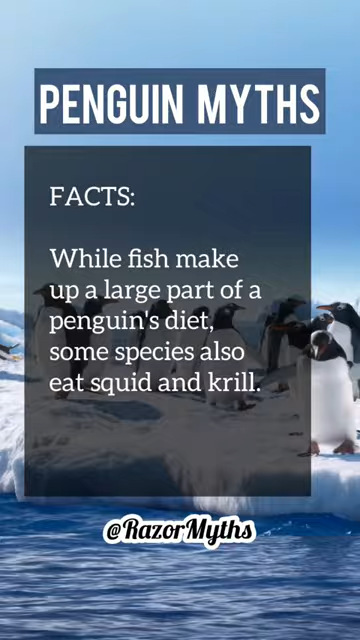 PENGUIN MYTHS
FACTS:
While fish make
up a large part of a
penguin's diet,
some species also
eat squid and krill.
@RazorMyths